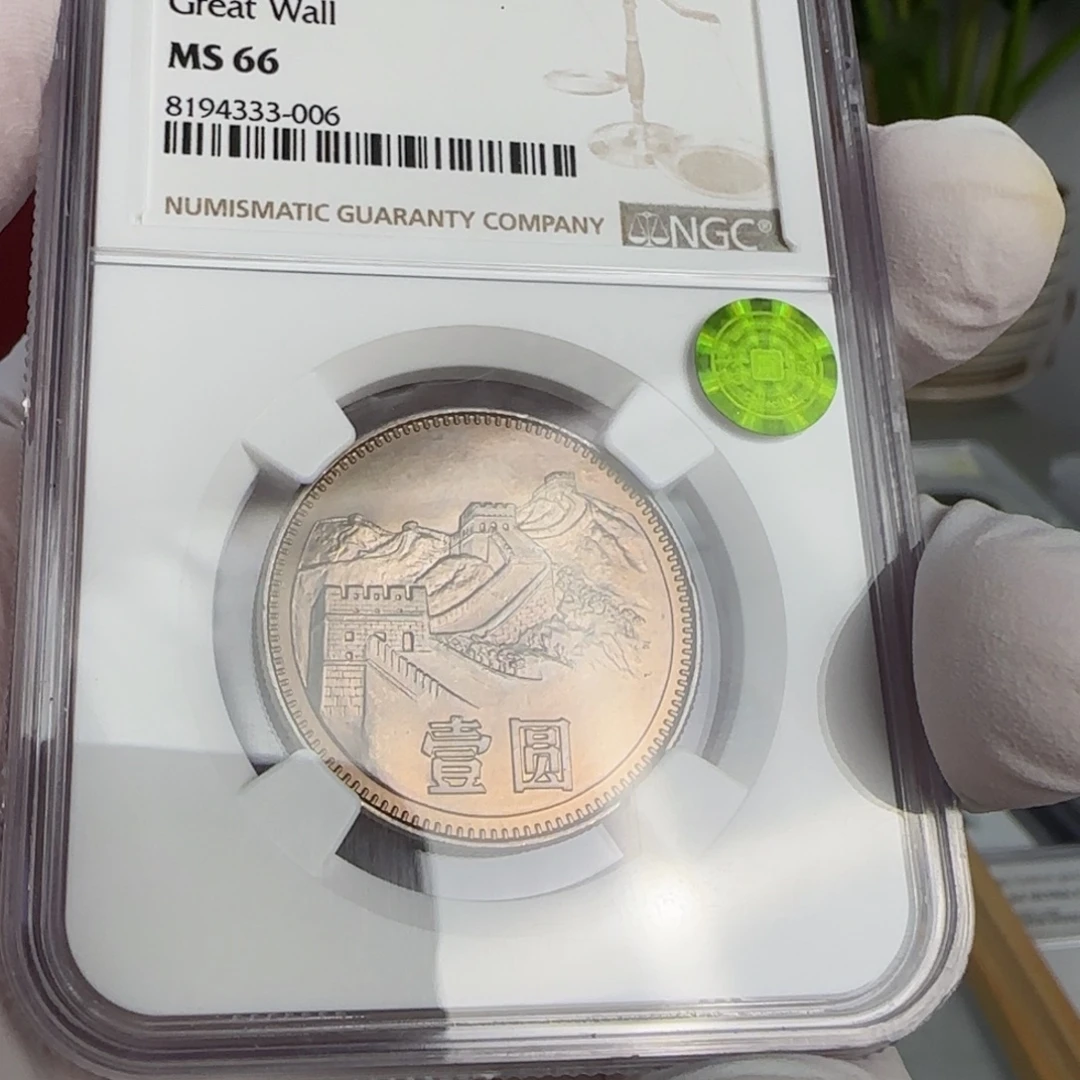 Great Wall
MS 66
8194333-006
NUMISMATIC GUARANTY COMPANY
NGC®
壹圆